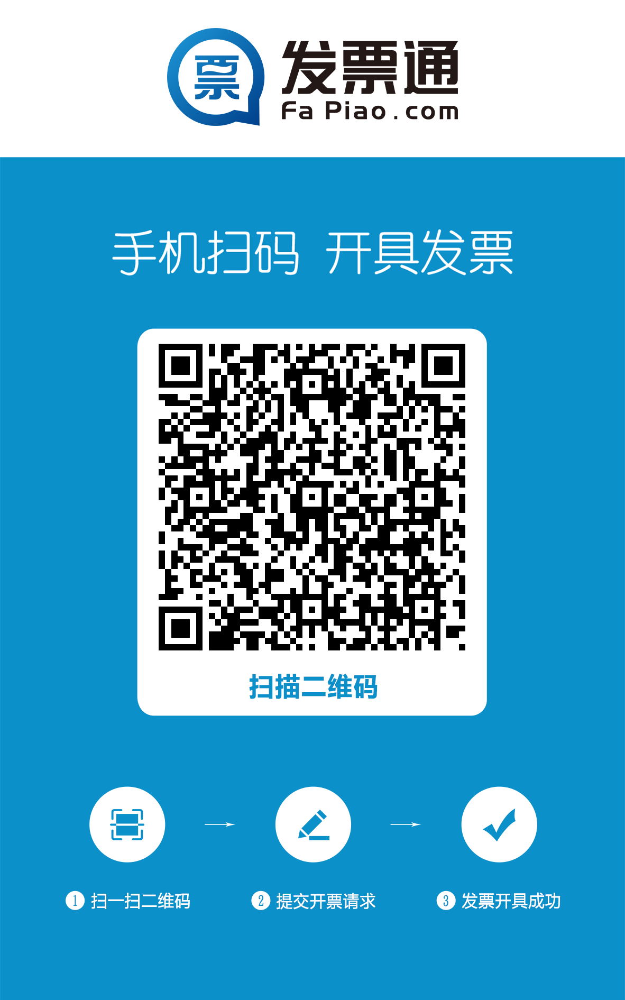 票
发票通
Fa Piao.com
手机扫码 开具发票
扫描二维码
1 扫一扫二维码
2 提交开票请求
3 发票开具成功